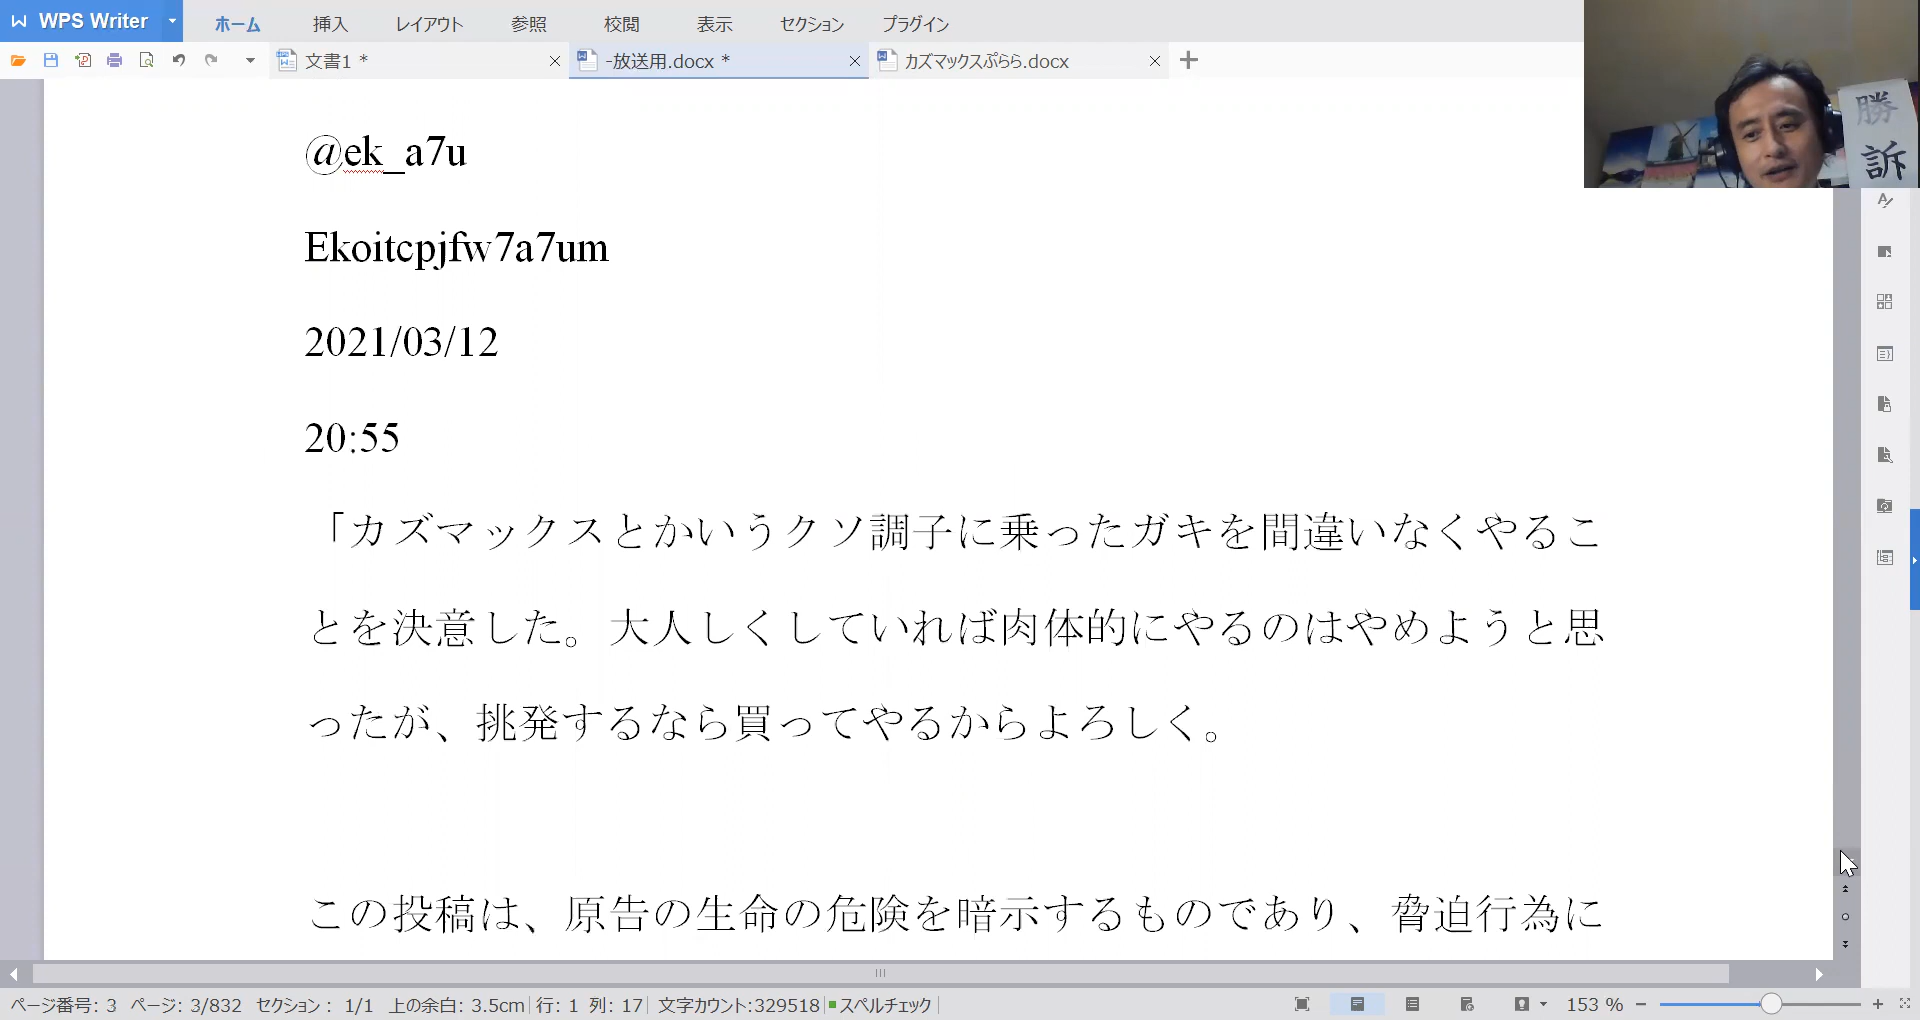 WPS Writer
ホーム
挿入
レイアウト
参照
校閲
表示
セクション
プラグイン
文書1 *
-放送用.docx *
カズマックスぷらら.docx
勝
訴
@ek_a7u
Ekoitcpjfw7a7um
2021/03/12
20:55
「カズマックスとかいうクソ調子に乗ったガキを間違いなくやるこ
とを決意した。大人しくしていれば肉体的にやるのはやめようと思
ったが、挑発するなら買ってやるからよろしく。
この投稿は、原告の生命の危険を暗示するものであり、脅迫行為に
ページ番号: 3 ページ: 3/832 セクション: 1/1 上の余白: 3.5cm 行: 1 列: 17 文字カウント:329518 スペルチェック 153 %